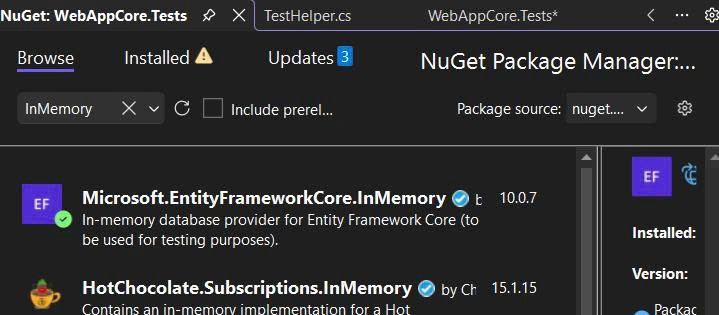 NuGet: WebAppCore.Tests TestHelper.cs WebAppCore.Tests*
Browse Installed Updates 3 NuGet Package Manager:...
InMemory Include prerel... Package source: nuget....
EF Microsoft.EntityFrameworkCore.InMemory b 10.0.7
In-memory database provider for Entity Framework Core (to
be used for testing purposes).
HotChocolate.Subscriptions.InMemory by Ch 15.1.15
Contains an in-memory implementation for a Hot
EF
Installed:
Version:
Packac